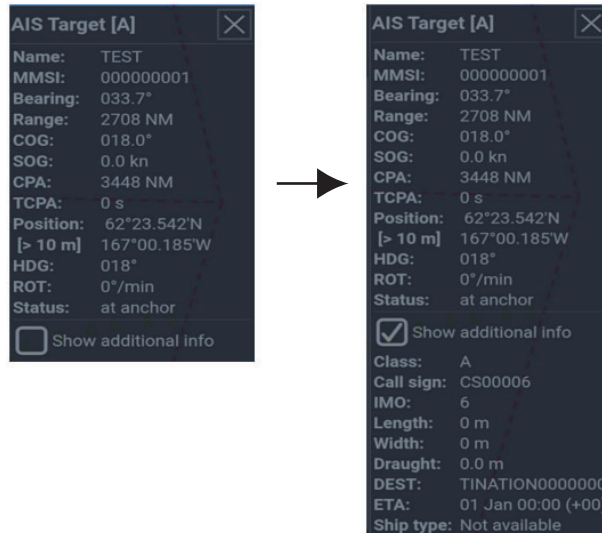 AIS Target [A]
Name: TEST
MMSI: 000000001
Bearing: 033.7°
Range: 2708 NM
COG: 018.0°
SOG: 0.0 kn
CPA: 3448 NM
TCPA: 0 s
Position: 62°23.542'N
[> 10 m] 167°00.185'W
HDG: 018°
ROT: 0°/min
Status: at anchor
Show additional info
AIS Target [A]
Name: TEST
MMSI: 000000001
Bearing: 033.7°
Range: 2708 NM
COG: 018.0°
SOG: 0.0 kn
CPA: 3448 NM
TCPA: 0 s
Position: 62°23.542'N
[> 10 m] 167°00.185'W
HDG: 018°
ROT: 0°/min
Status: at anchor
Show additional info
Class: A
Call sign: CS00006
IMO: 6
Length: 0 m
Width: 0 m
Draught: 0.0 m
DEST: TINATION0000000
ETA: 01 Jan 00:00 (+00
Ship type: Not available